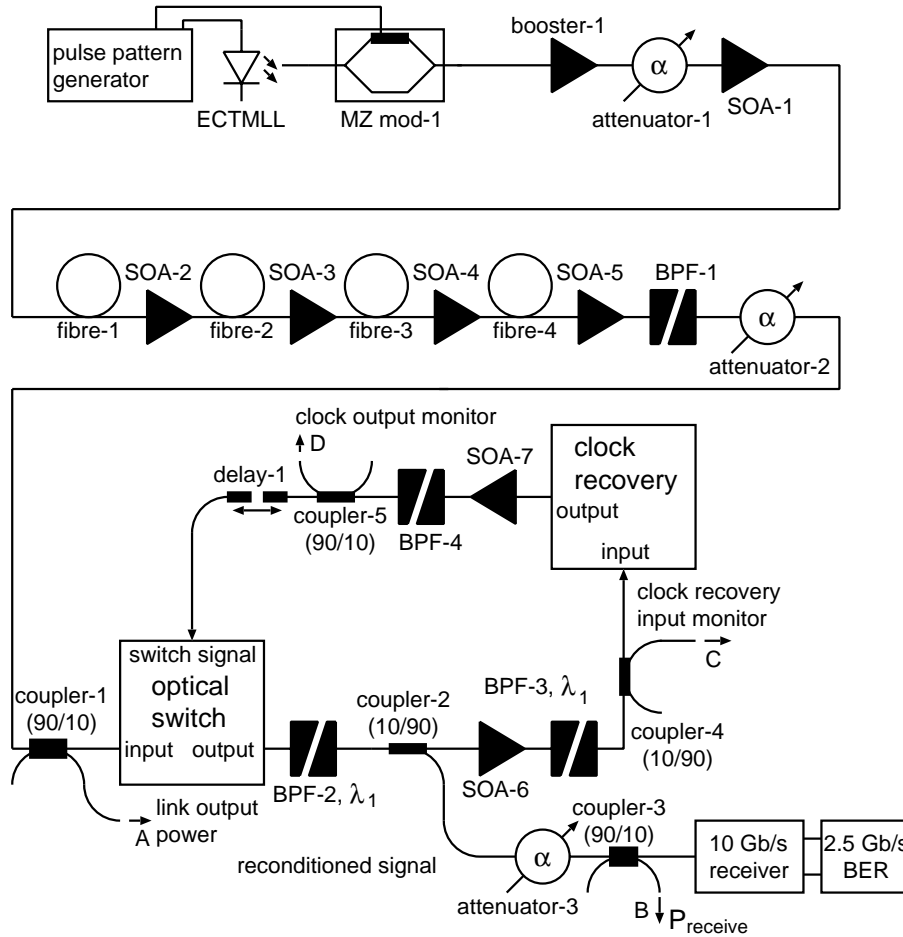 pulse pattern
generator
ECTMLL
MZ mod-1
booster-1
α
attenuator-1
SOA-1
fibre-1
SOA-2
fibre-2
SOA-3
fibre-3
SOA-4
fibre-4
SOA-5
BPF-1
α
attenuator-2
clock output monitor
D
delay-1
coupler-5
(90/10)
BPF-4
SOA-7
clock
recovery
output
input
clock recovery
input monitor
C
switch signal
optical
switch
input output
coupler-1
(90/10)
A
link output
power
BPF-2, λ1
coupler-2
(10/90)
SOA-6
BPF-3, λ1
coupler-4
(10/90)
reconditioned signal
α
attenuator-3
coupler-3
(90/10)
B
Preceive
10 Gb/s
receiver
2.5 Gb/s
BER